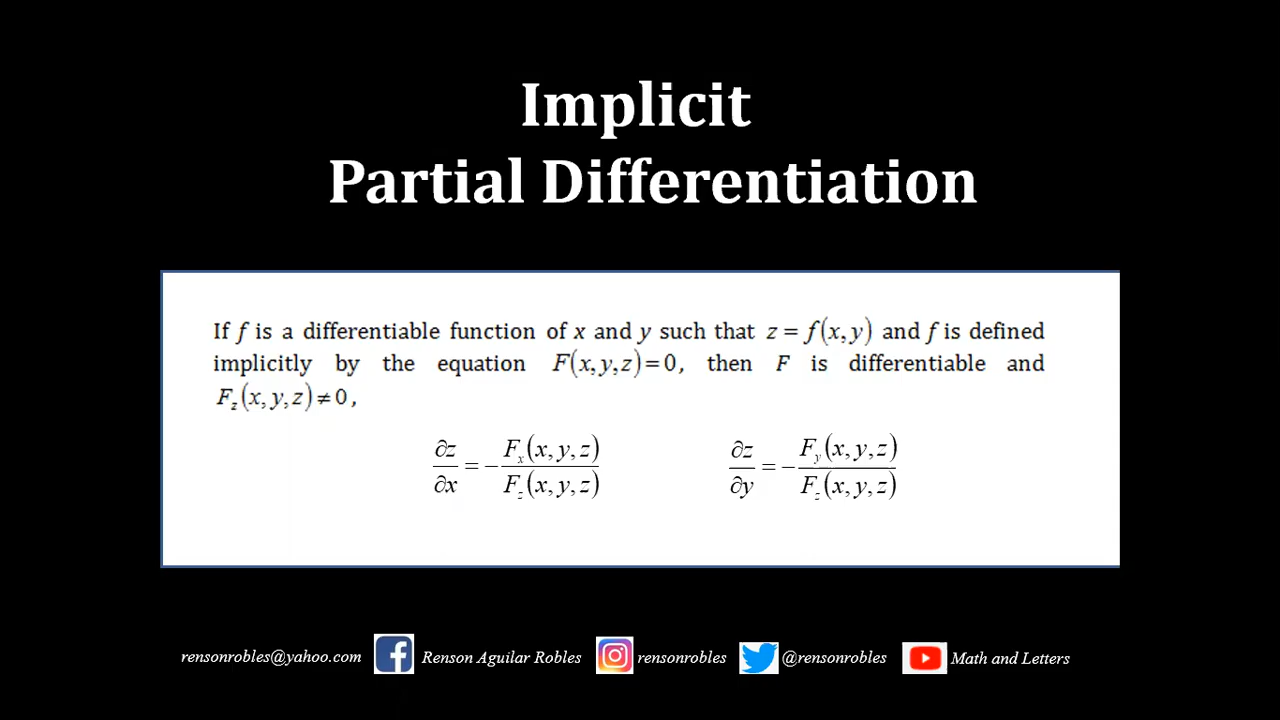 Implicit
Partial Differentiation
If f is a differentiable function of x and y such that z = f(x, y) and f is defined
implicitly by the equation F(x, y, z) = 0, then F is differentiable and
F_z(x, y, z) ≠ 0,
∂z/∂x = − F_x(x, y, z)/F_z(x, y, z) ∂z/∂y = − F_y(x, y, z)/F_z(x, y, z)
rensonrobles@yahoo.com f Renson Aguilar Robles rensonrobles @rensonrobles Math and Letters